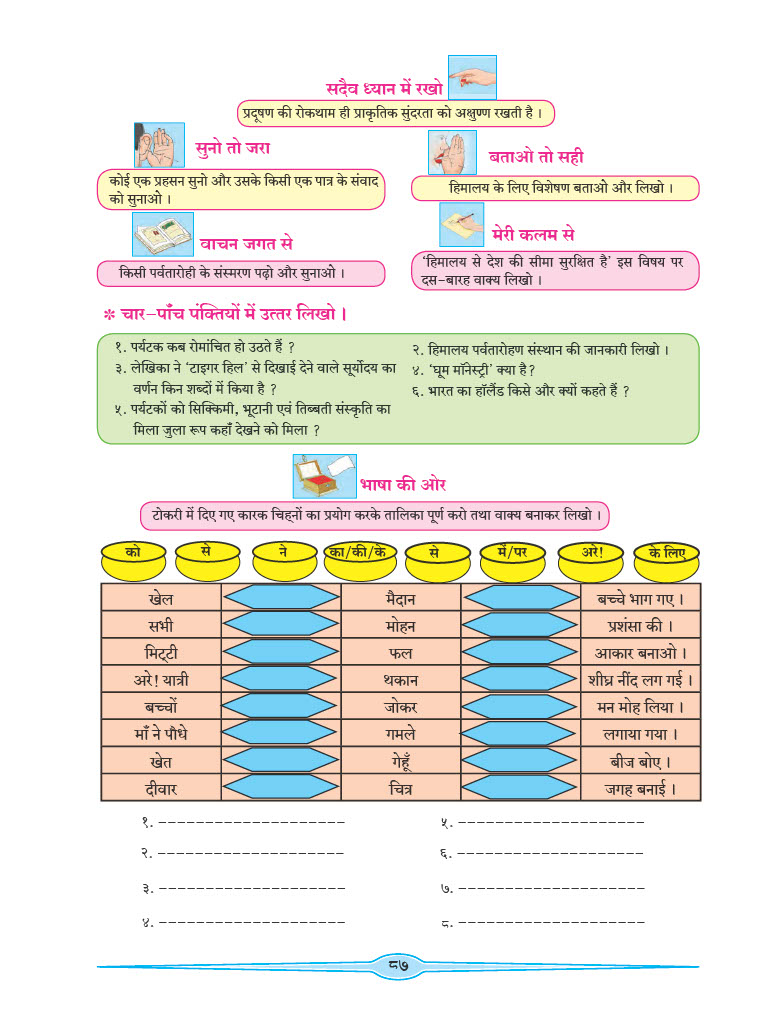 सदैव ध्यान में रखो
प्रदूषण की रोकथाम ही प्राकृतिक सुंदरता को अक्षुण्ण रखती है ।
सुनो तो जरा
कोई एक प्रहसन सुनो और उसके किसी एक पात्र के संवाद
को सुनाओ ।
बताओ तो सही
हिमालय के लिए विशेषण बताओ और लिखो ।
वाचन जगत से
किसी पर्वतारोही के संस्मरण पढ़ो और सुनाओ ।
मेरी कलम से
‘हिमालय से देश की सीमा सुरक्षित है’ इस विषय पर
दस-बारह वाक्य लिखो ।
* चार-पाँच पंक्तियों में उत्तर लिखो ।
१. पर्यटक कब रोमांचित हो उठते हैं ?
२. हिमालय पर्वतारोहण संस्थान की जानकारी लिखो ।
३. लेखिका ने ‘टाइगर हिल’ से दिखाई देने वाले सूर्योदय का
वर्णन किन शब्दों में किया है ?
४. ‘घूम मॉनेस्ट्री’ क्या है?
५. पर्यटकों को सिक्किमी, भूटानी एवं तिब्बती संस्कृति का
मिला जुला रूप कहाँ देखने को मिला ?
६. भारत का हॉलैंड किसे और क्यों कहते हैं ?
भाषा की ओर
टोकरी में दिए गए कारक चिह्नों का प्रयोग करके तालिका पूर्ण करो तथा वाक्य बनाकर लिखो ।
को से ने का/की/के से में/पर अरे! के लिए
खेल मैदान बच्चे भाग गए ।
सभी मोहन प्रशंसा की ।
मिट्टी फल आकार बनाओ ।
अरे! यात्री थकान शीघ्र नींद लग गई ।
बच्चों जोकर मन मोह लिया ।
माँ ने पौधे गमले लगाया गया ।
खेत गेहूँ बीज बोए ।
दीवार चित्र जगह बनाई ।
१. --------------------
५. --------------------
२. --------------------
६. --------------------
३. --------------------
७. --------------------
४. --------------------
८. --------------------
८७